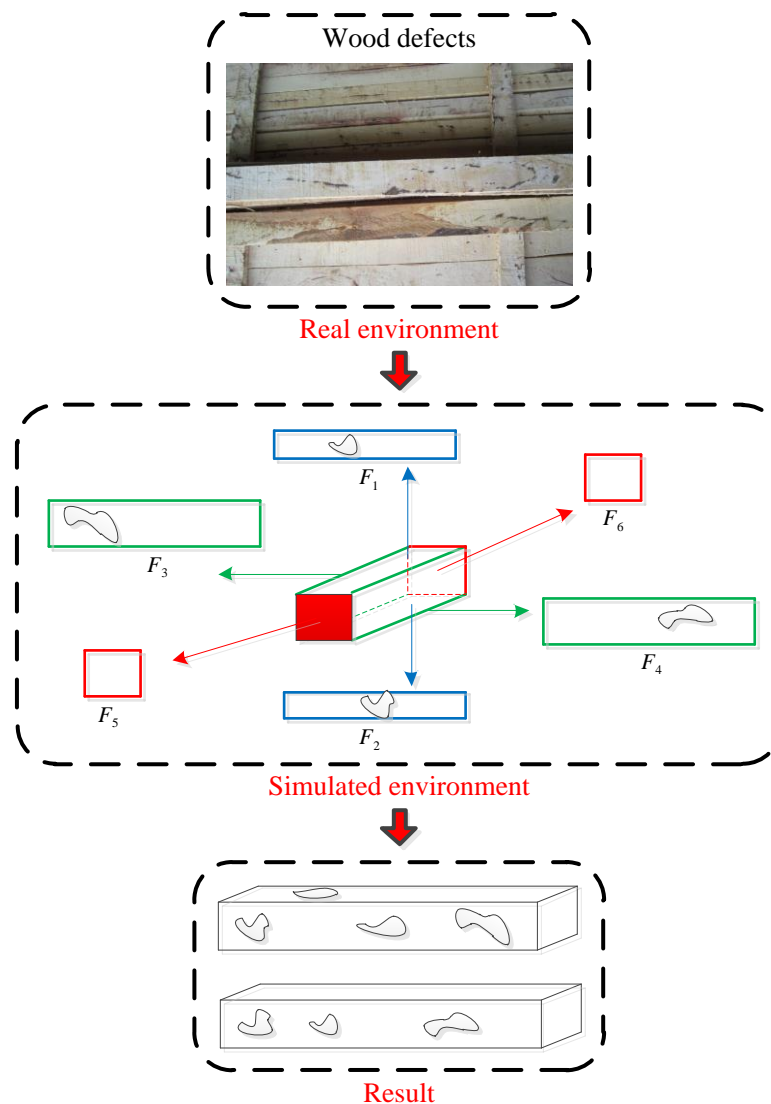 Wood defects
Real environment
F1
F6
F3
F4
F5
F2
Simulated environment
Result